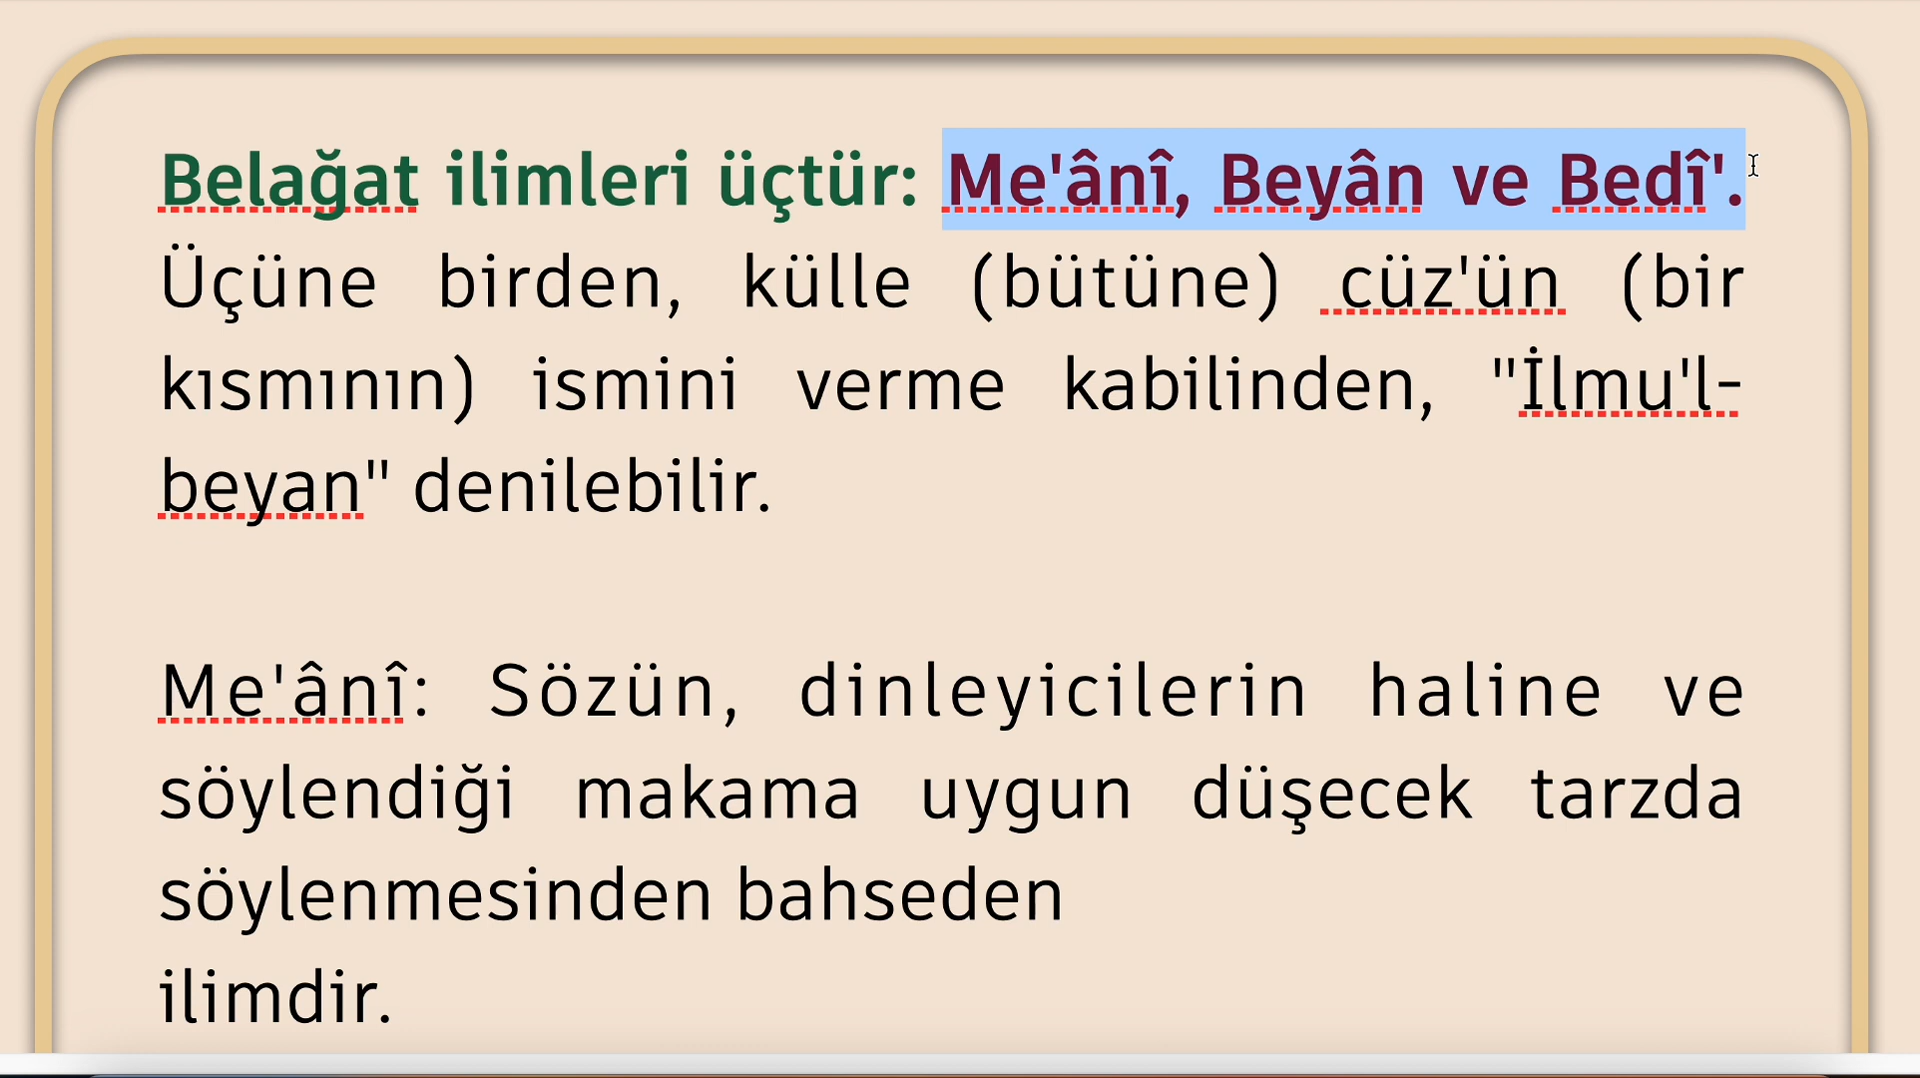 Belağat ilimleri üçtür: Me'ânî, Beyân ve Bedî'.
Üçüne birden, külle (bütüne) cüz'ün (bir
kısmının) ismini verme kabilinden, "İlmu'l-
beyan" denilebilir.
Me'ânî: Sözün, dinleyicilerin haline ve
söylendiği makama uygun düşecek tarzda
söylenmesinden bahseden
ilimdir.